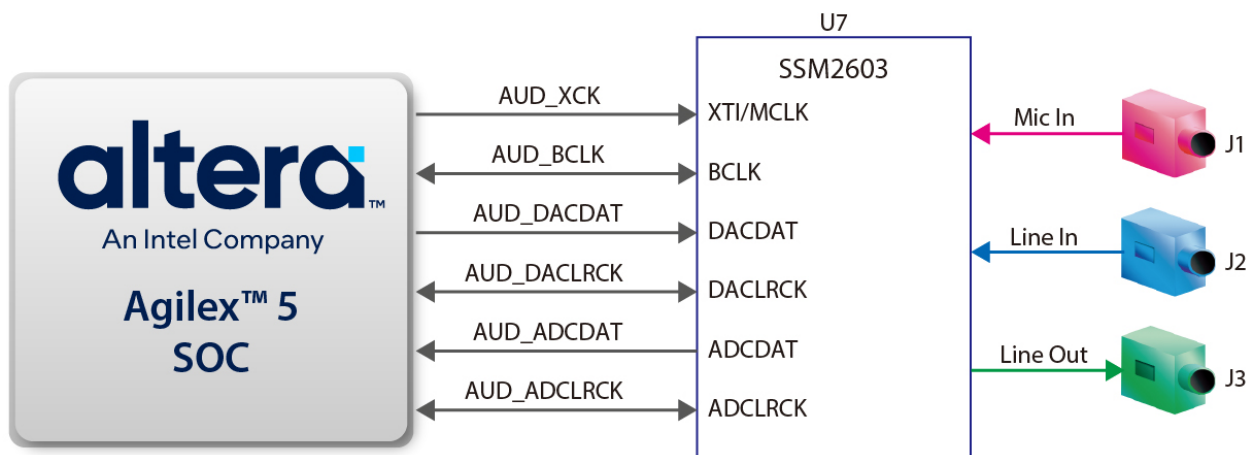 U7
SSM2603
altera™
An Intel Company
Agilex™ 5
SOC
AUD_XCK
AUD_BCLK
AUD_DACDAT
AUD_DACLRCK
AUD_ADCDAT
AUD_ADCLRCK
XTI/MCLK
BCLK
DACDAT
DACLRCK
ADCDAT
ADCLRCK
Mic In
J1
Line In
J2
Line Out
J3